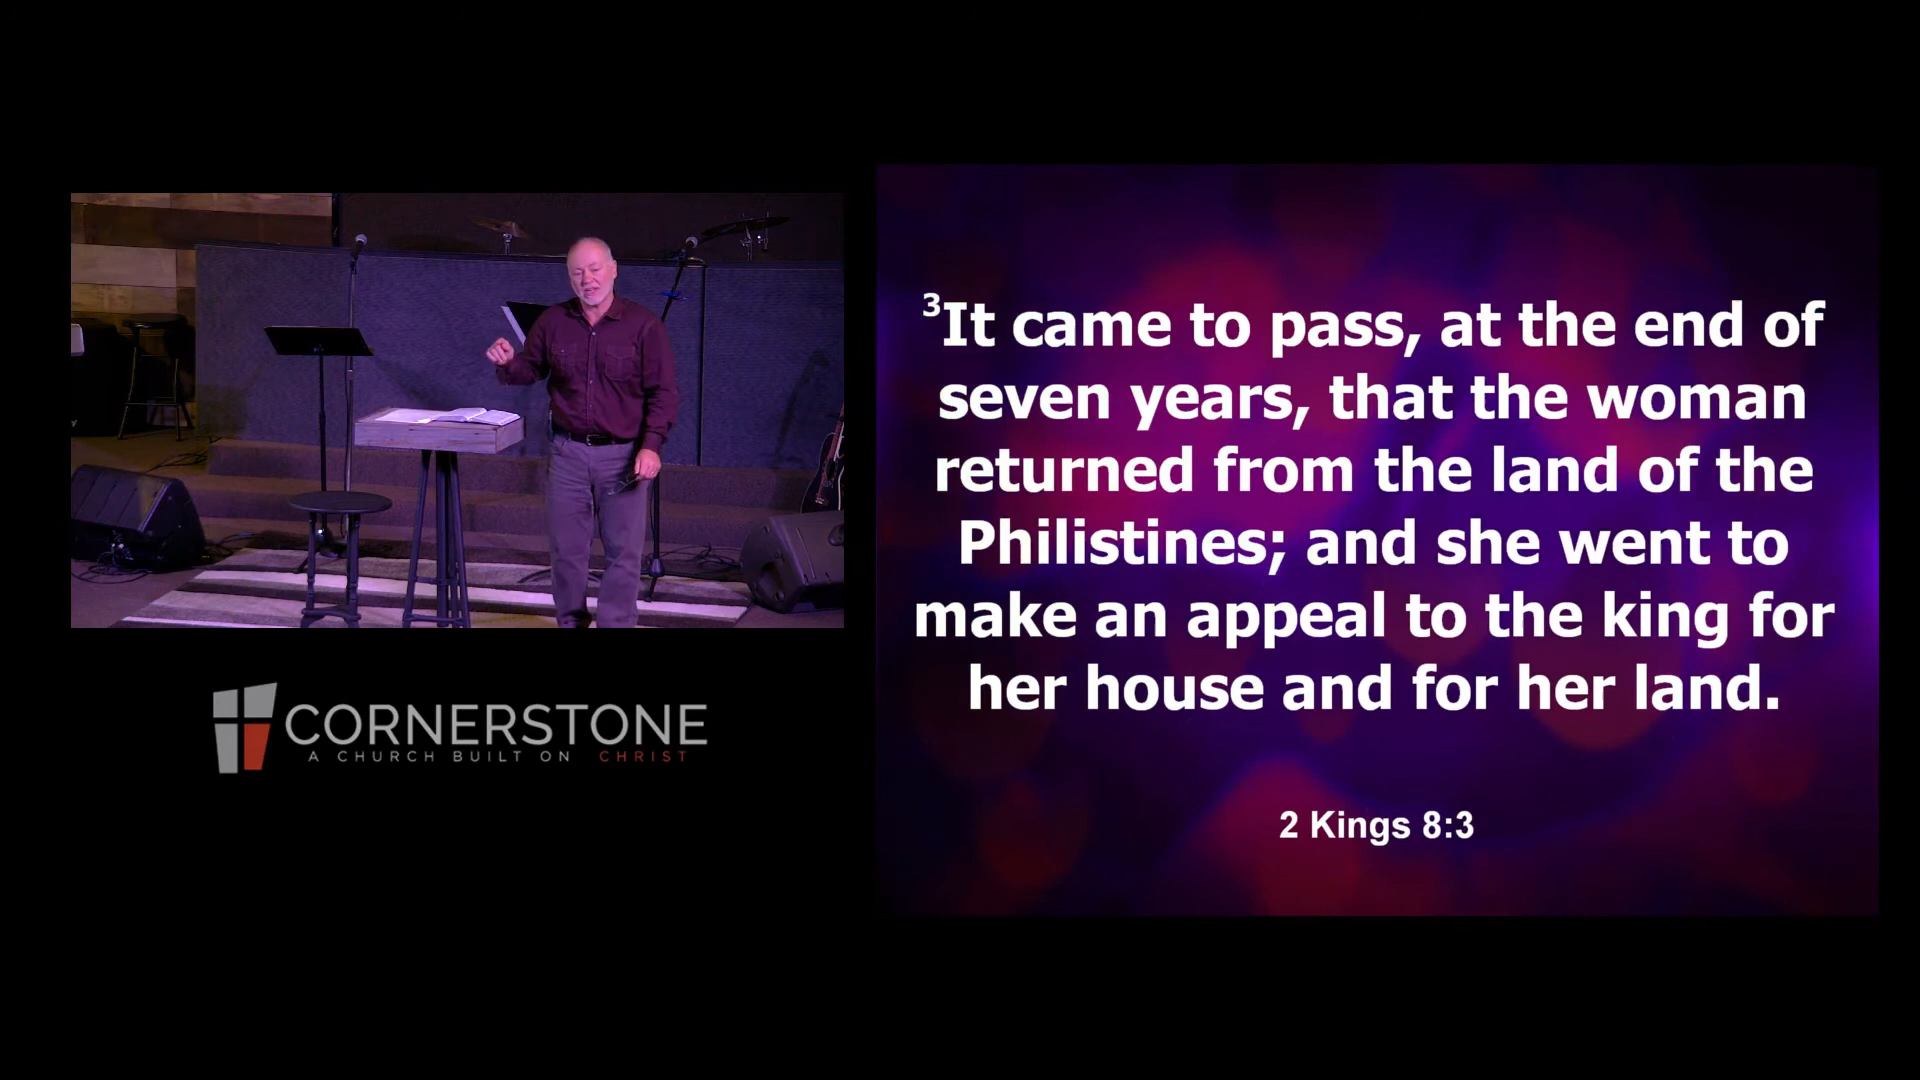 ³It came to pass, at the end of
seven years, that the woman
returned from the land of the
Philistines; and she went to
make an appeal to the king for
her house and for her land.
2 Kings 8:3
CORNERSTONE
A CHURCH BUILT ON CHRIST